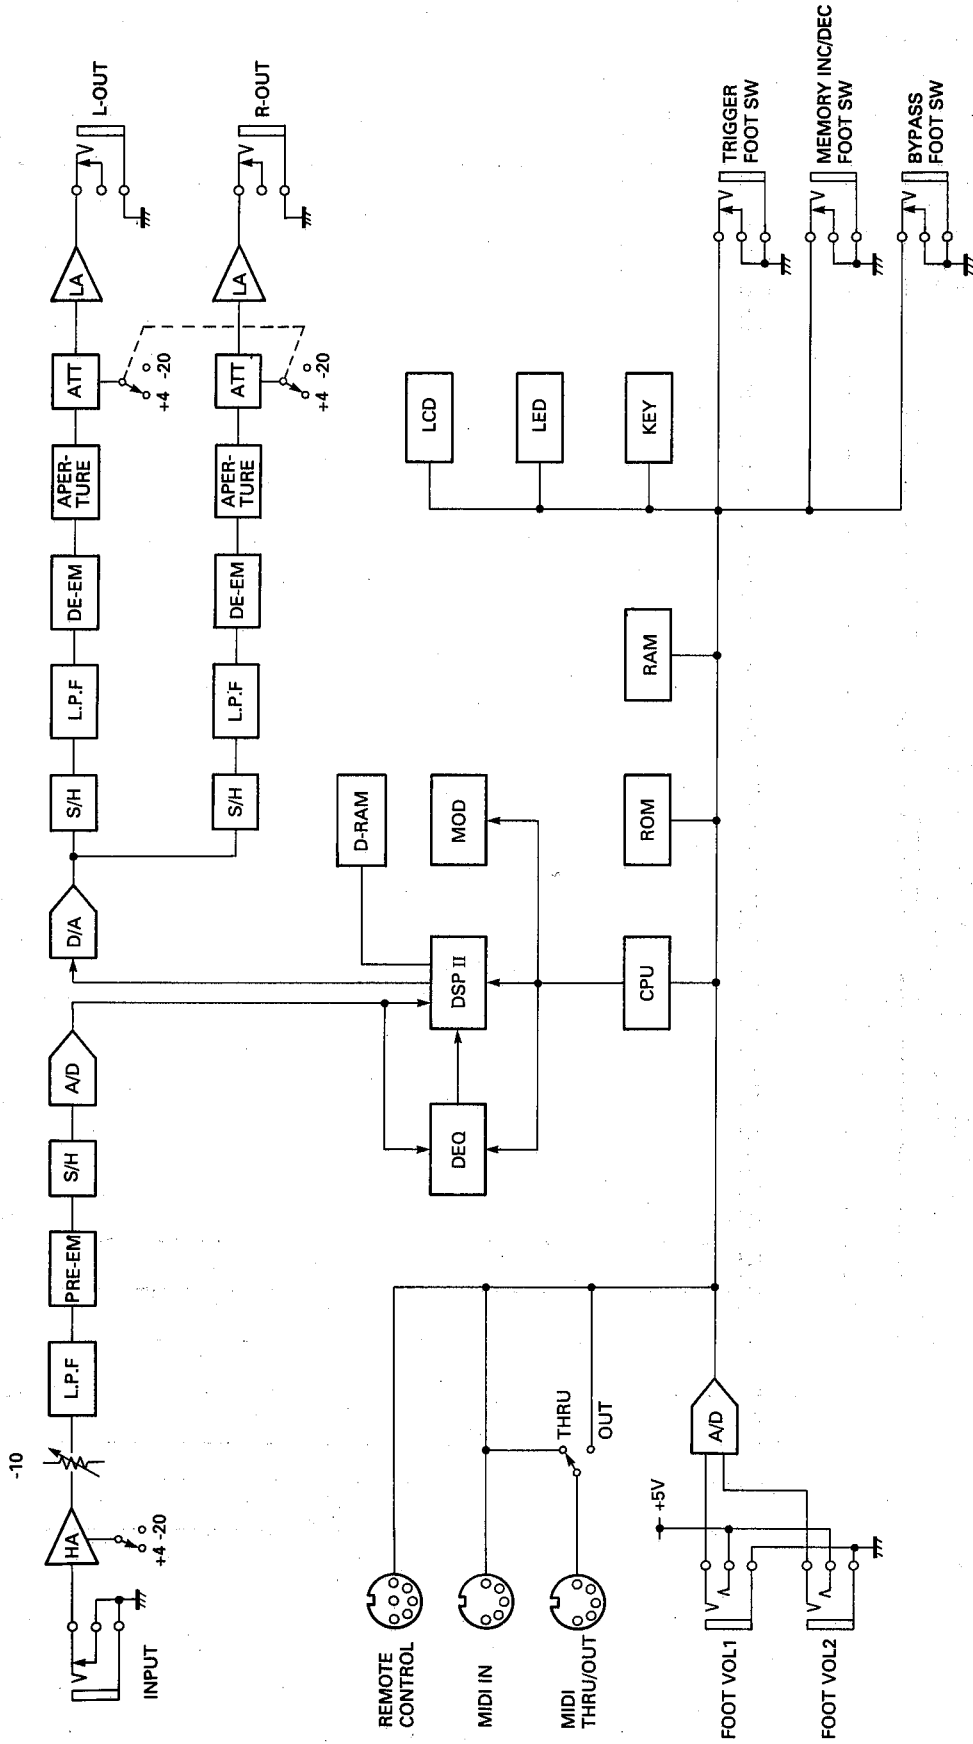 INPUT
HA
+4 -20
-10
L.P.F
PRE-EM
S/H
A/D
D/A
S/H
L.P.F
DE-EM
APER-
TURE
ATT
+4 -20
LA
L-OUT
S/H
L.P.F
DE-EM
APER-
TURE
ATT
+4 -20
LA
R-OUT
D-RAM
DEQ
DSP II
MOD
LCD
LED
KEY
CPU
ROM
RAM
REMOTE
CONTROL
MIDI IN
MIDI
THRU/OUT
THRU
OUT
+5V
A/D
FOOT VOL1
FOOT VOL2
TRIGGER
FOOT SW
MEMORY INC/DEC
FOOT SW
BYPASS
FOOT SW